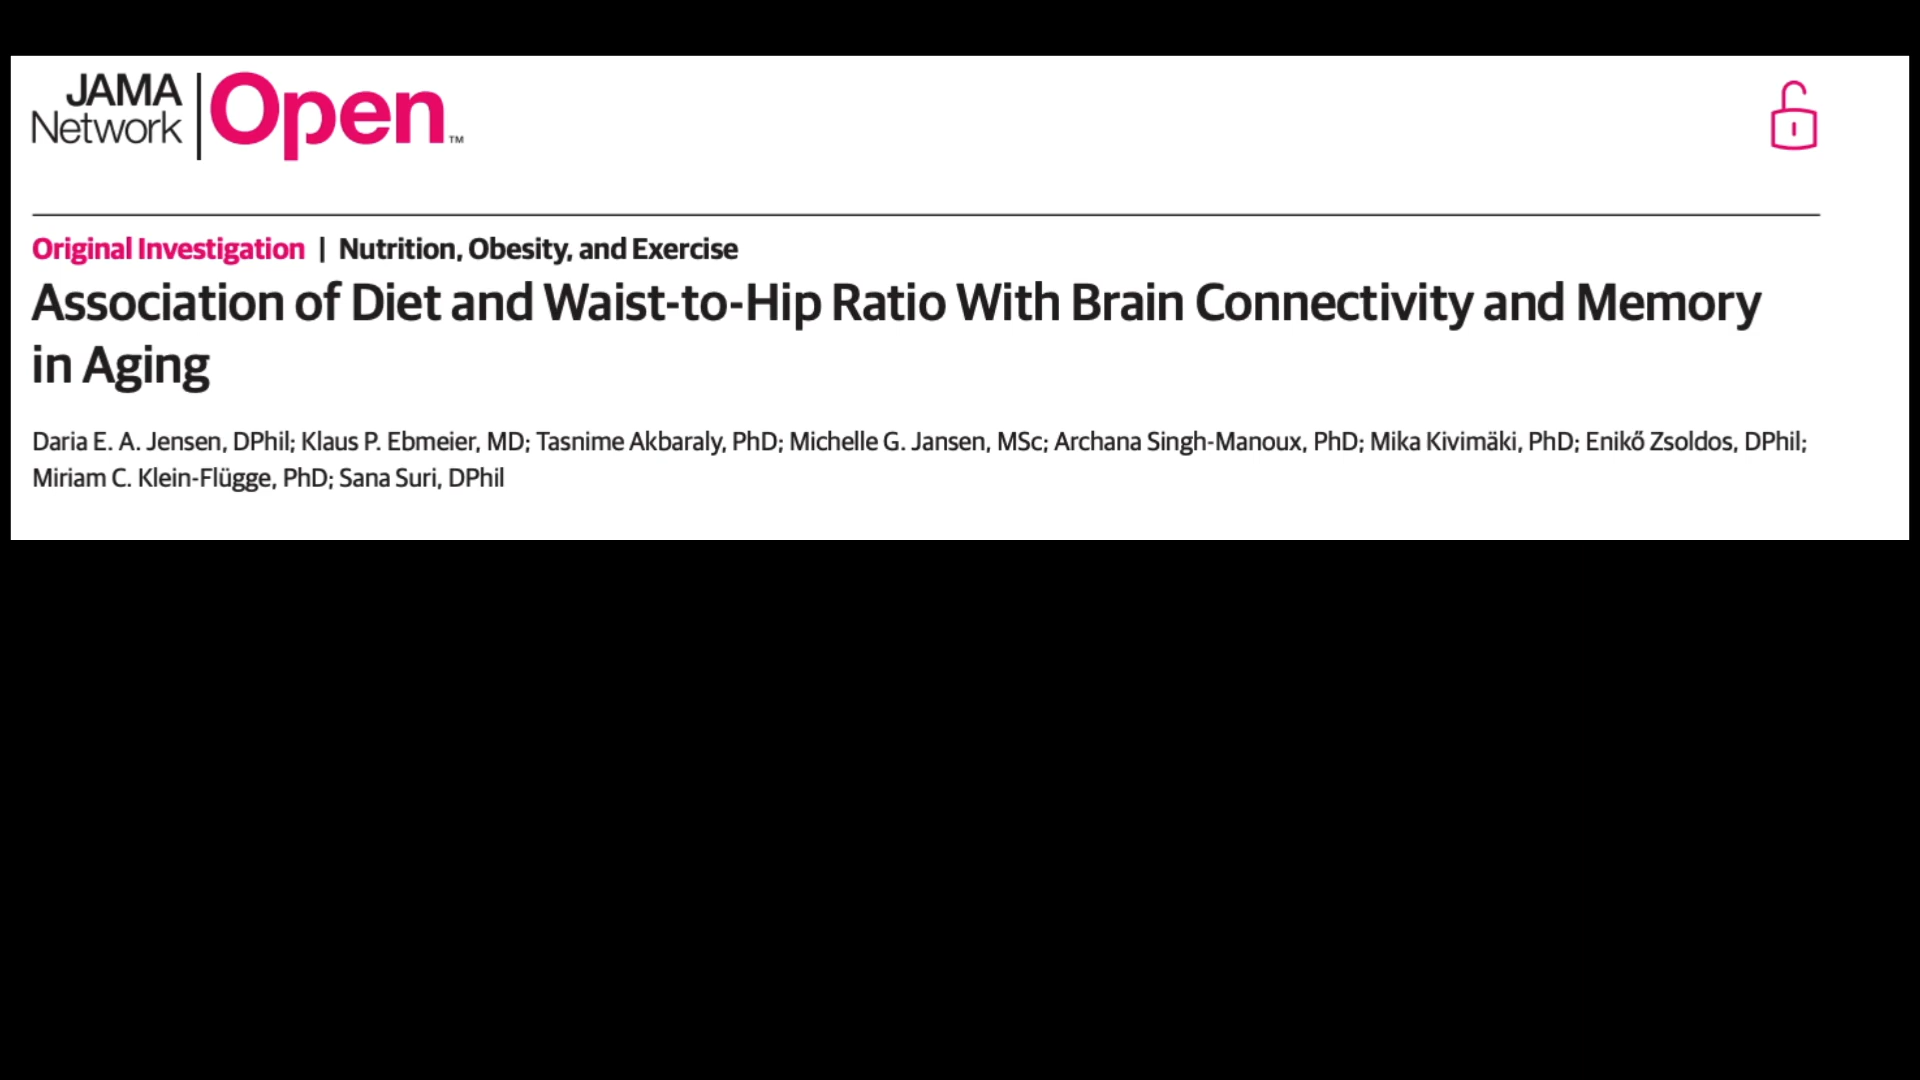 JAMA
Network
Open™
Original Investigation | Nutrition, Obesity, and Exercise
Association of Diet and Waist-to-Hip Ratio With Brain Connectivity and Memory
in Aging
Daria E. A. Jensen, DPhil; Klaus P. Ebmeier, MD; Tasnime Akbaraly, PhD; Michelle G. Jansen, MSc; Archana Singh-Manoux, PhD; Mika Kivimäki, PhD; Enikő Zsoldos, DPhil;
Miriam C. Klein-Flügge, PhD; Sana Suri, DPhil